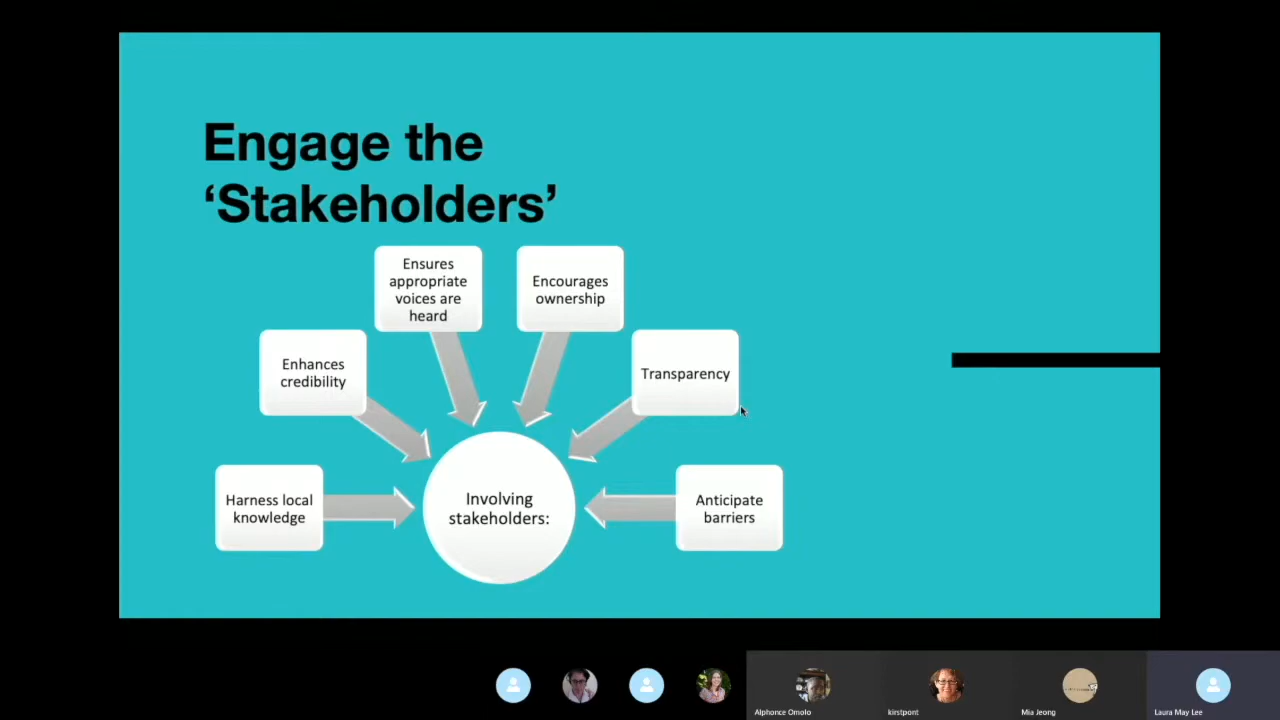 Engage the
‘Stakeholders’
Ensures
appropriate
voices are
heard
Encourages
ownership
Enhances
credibility
Transparency
Harness local
knowledge
Involving
stakeholders:
Anticipate
barriers
Alphonce Omolo
kirstpont
Mia Jeong
Laura May Lee